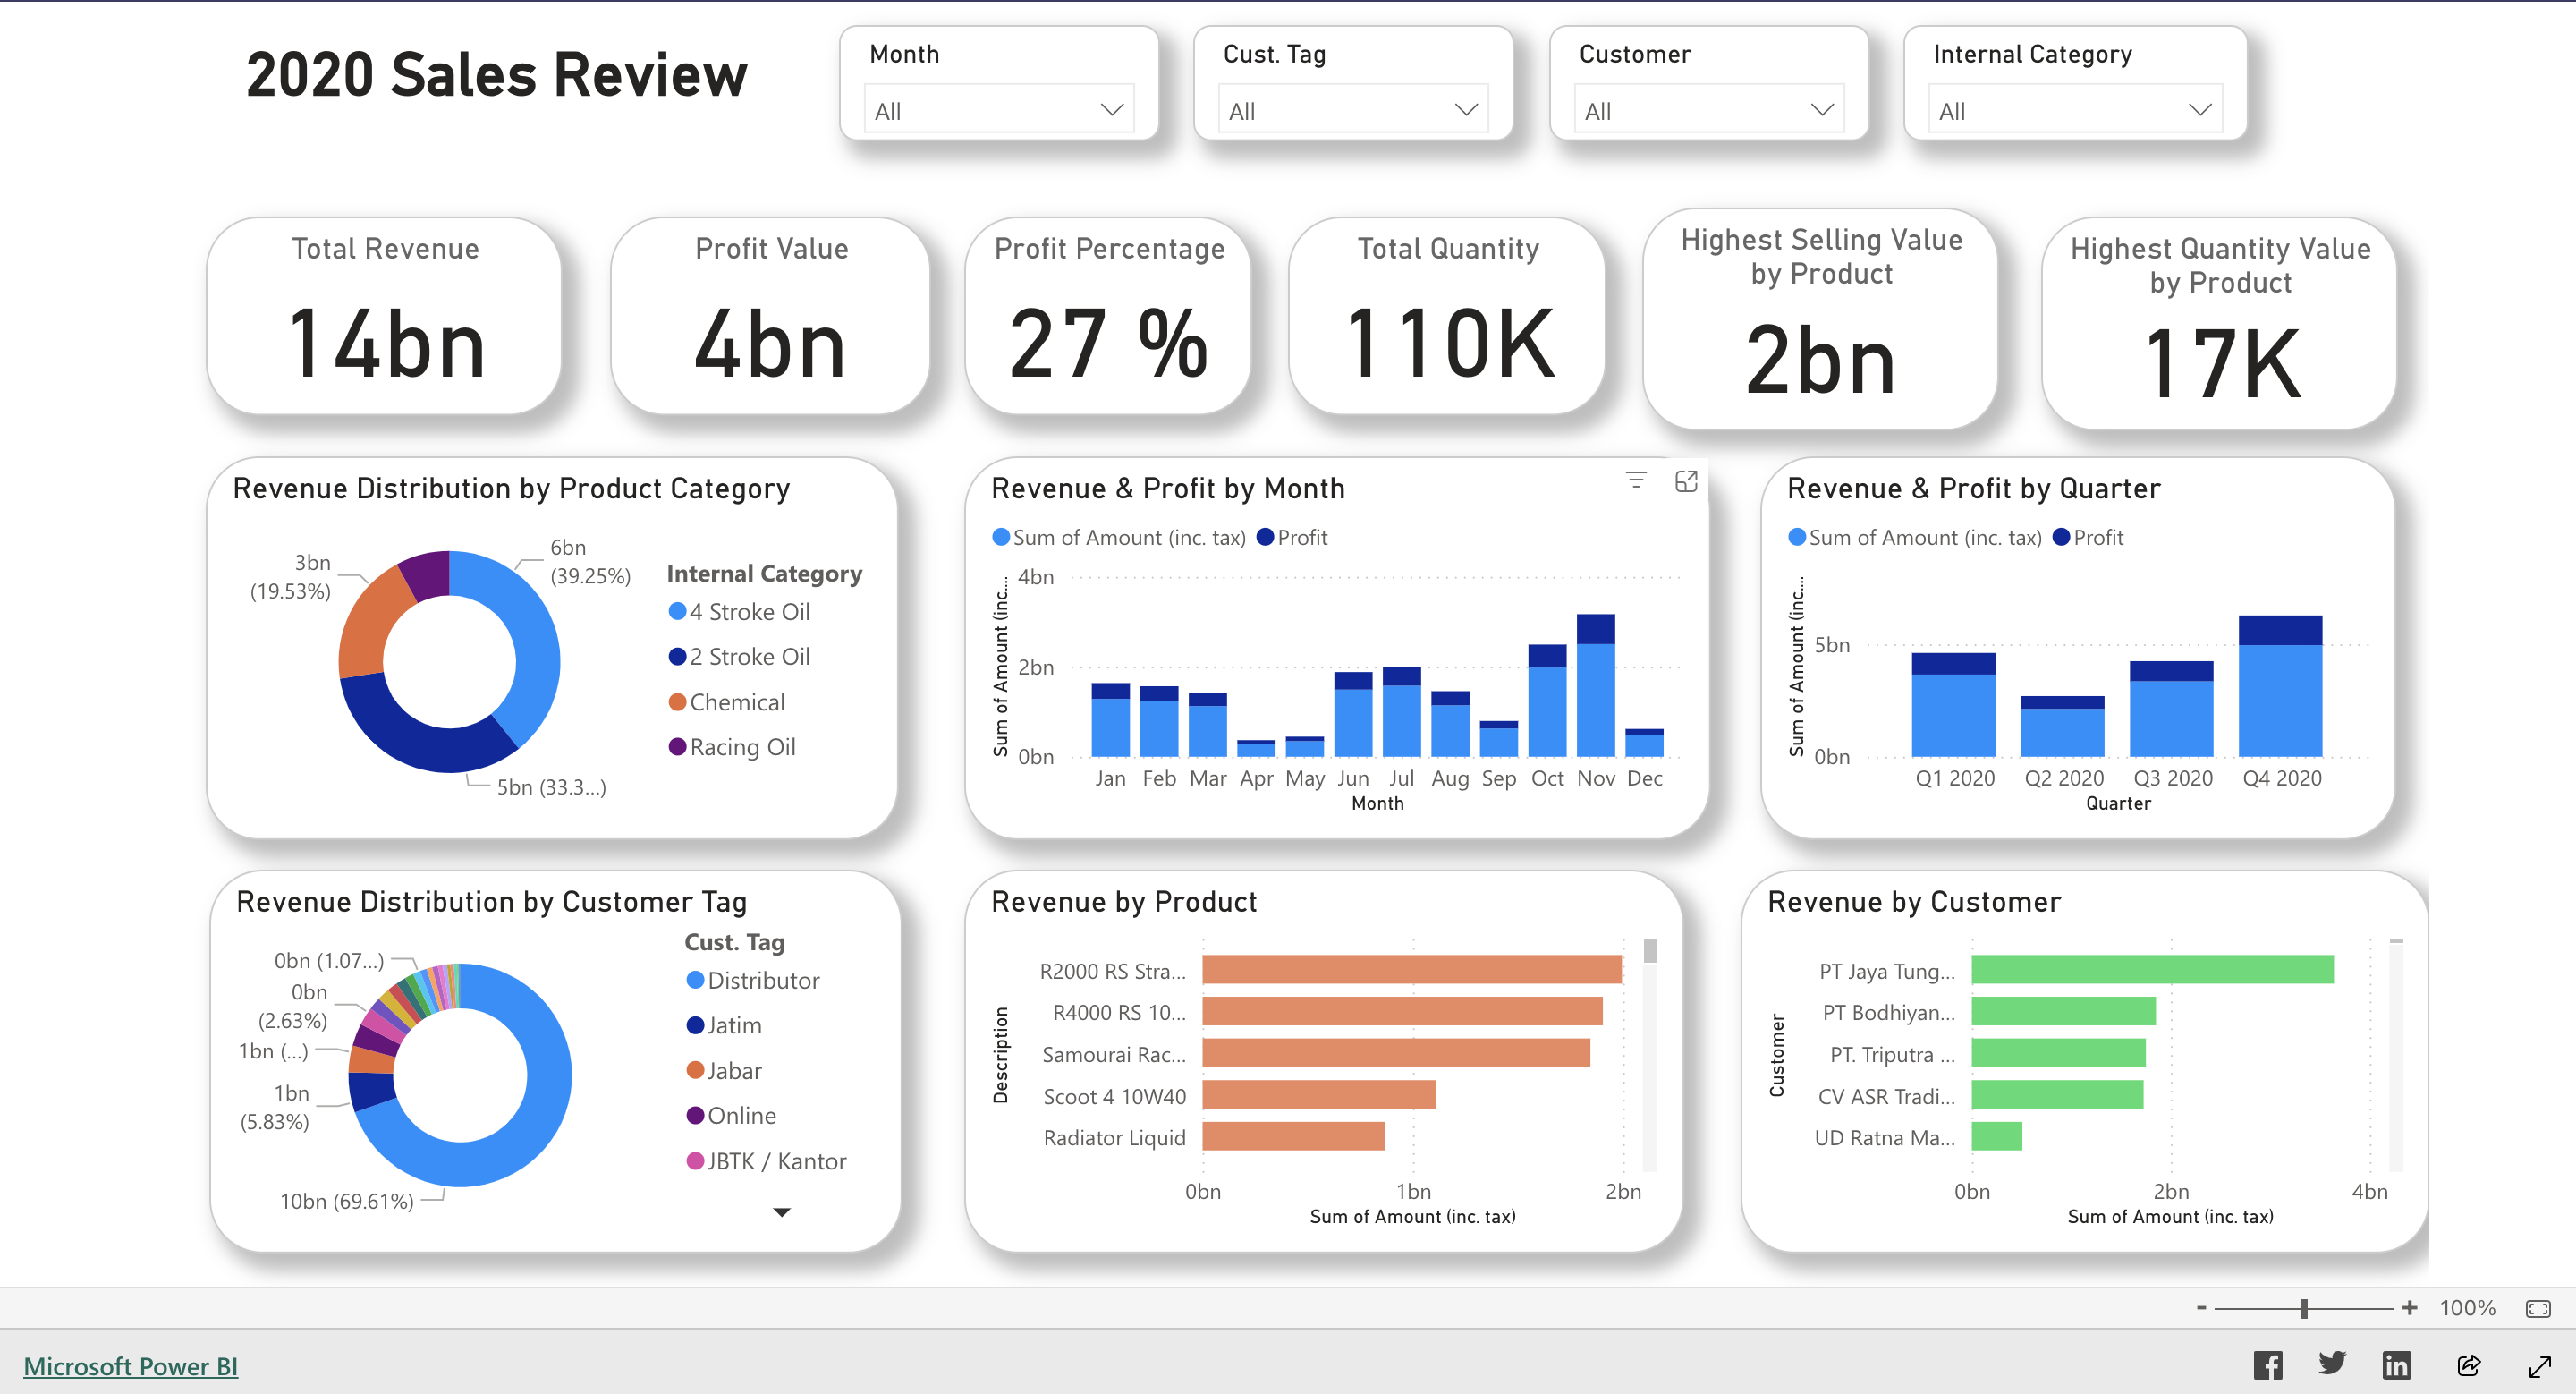 2020 Sales Review
Month
All
Cust. Tag
All
Customer
All
Internal Category
All
Total Revenue
14bn
Profit Value
4bn
Profit Percentage
27 %
Total Quantity
110K
Highest Selling Value
by Product
2bn
Highest Quantity Value
by Product
17K
Revenue Distribution by Product Category
6bn
(39.25%)
3bn
(19.53%)
5bn (33.3...)
Internal Category
4 Stroke Oil
2 Stroke Oil
Chemical
Racing Oil
Revenue & Profit by Month
Sum of Amount (inc. tax) Profit
Sum of Amount (inc....
4bn
2bn
0bn
Jan Feb Mar Apr May Jun Jul Aug Sep Oct Nov Dec
Month
Revenue & Profit by Quarter
Sum of Amount (inc. tax) Profit
Sum of Amount (inc....
5bn
0bn
Q1 2020 Q2 2020 Q3 2020 Q4 2020
Quarter
Revenue Distribution by Customer Tag
0bn (1.07...)
0bn
(2.63%)
1bn (...)
1bn
(5.83%)
10bn (69.61%)
Cust. Tag
Distributor
Jatim
Jabar
Online
JBTK / Kantor
Revenue by Product
Description
R2000 RS Stra...
R4000 RS 10...
Samourai Rac...
Scoot 4 10W40
Radiator Liquid
0bn 1bn 2bn
Sum of Amount (inc. tax)
Revenue by Customer
Customer
PT Jaya Tung...
PT Bodhiyan...
PT. Triputra ...
CV ASR Tradi...
UD Ratna Ma...
0bn 2bn 4bn
Sum of Amount (inc. tax)
- + 100%
Microsoft Power BI